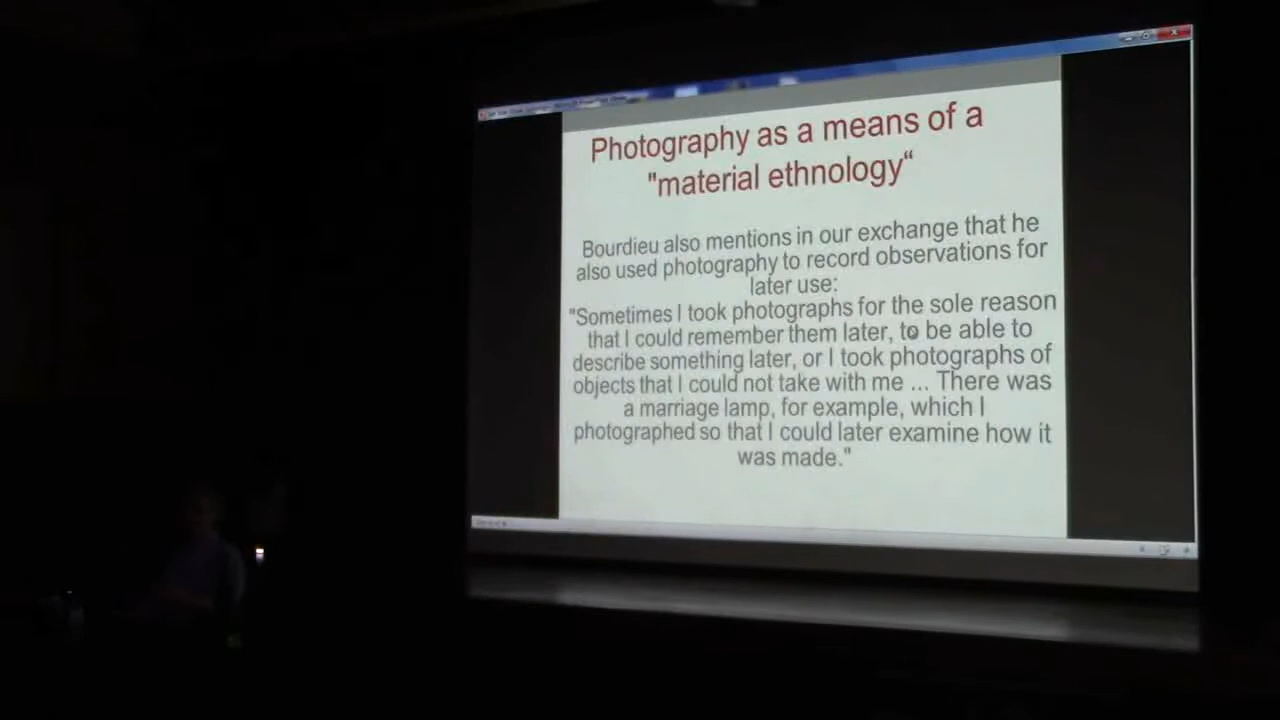 Photography as a means of a
"material ethnology“
Bourdieu also mentions in our exchange that he
also used photography to record observations for
later use:
"Sometimes I took photographs for the sole reason
that I could remember them later, to be able to
describe something later, or I took photographs of
objects that I could not take with me ... There was
a marriage lamp, for example, which I
photographed so that I could later examine how it
was made."